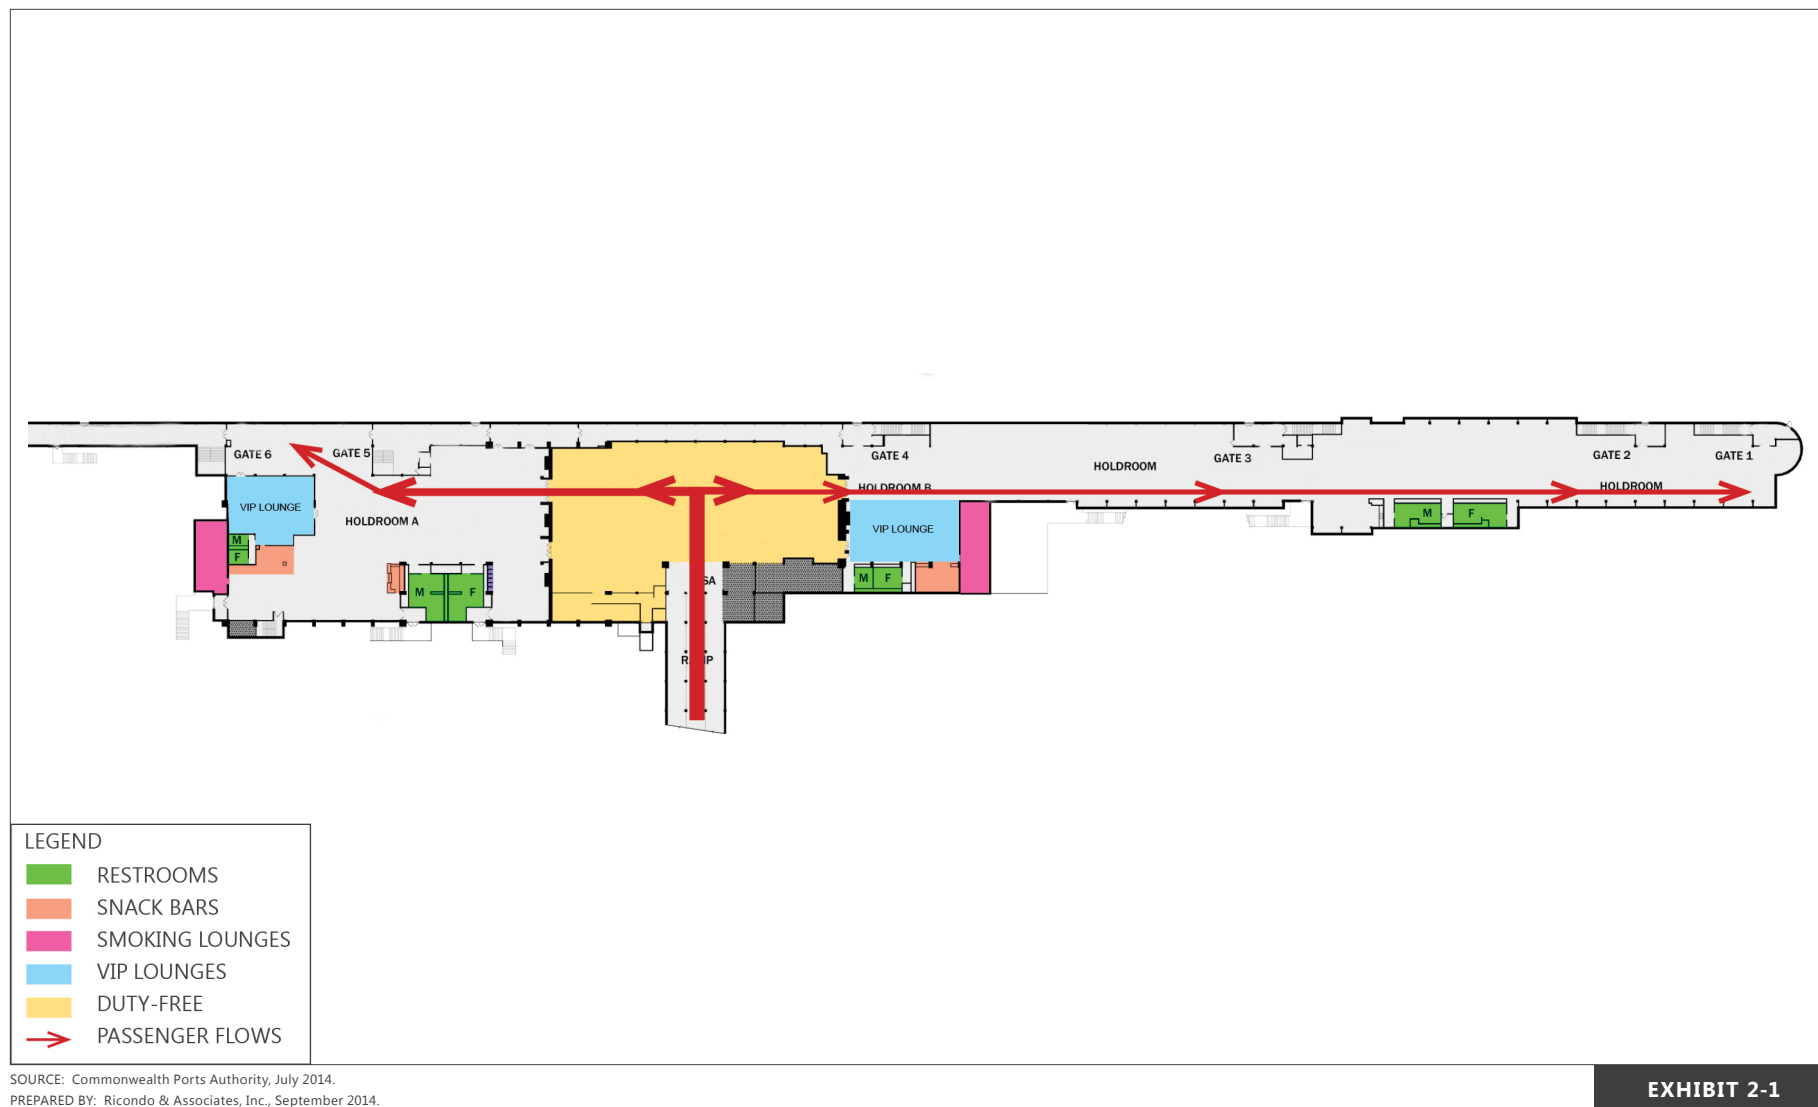 GATE 6
GATE 5
GATE 4
HOLDROOM
GATE 3
GATE 2
GATE 1
HOLDROOM B
HOLDROOM
VIP LOUNGE
HOLDROOM A
VIP LOUNGE
M
F
M
F
M
F
M
F
RAMP
LEGEND
RESTROOMS
SNACK BARS
SMOKING LOUNGES
VIP LOUNGES
DUTY-FREE
PASSENGER FLOWS
SOURCE: Commonwealth Ports Authority, July 2014.
PREPARED BY: Ricondo & Associates, Inc., September 2014.
EXHIBIT 2-1